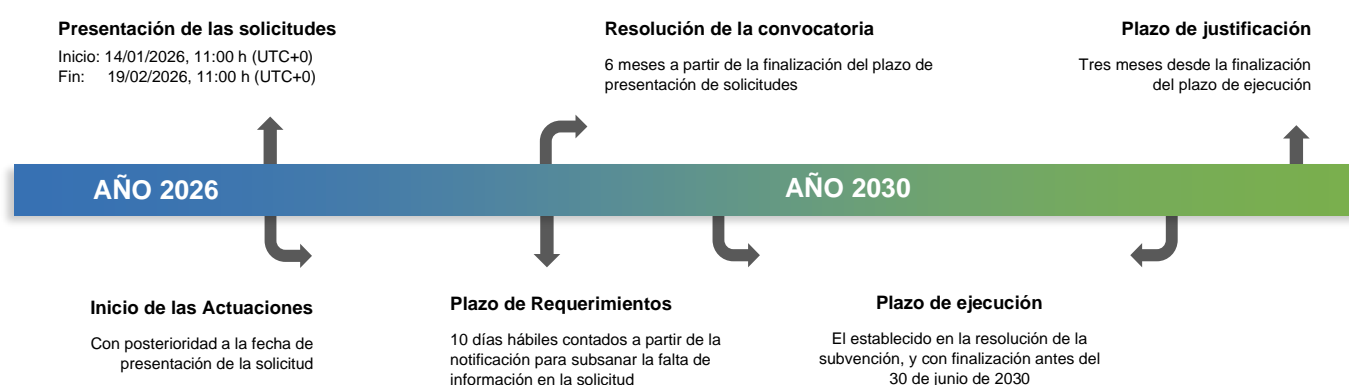 Presentación de las solicitudes
Inicio: 14/01/2026, 11:00 h (UTC+0)
Fin: 19/02/2026, 11:00 h (UTC+0)
Resolución de la convocatoria
6 meses a partir de la finalización del plazo de
presentación de solicitudes
Plazo de justificación
Tres meses desde la finalización
del plazo de ejecución
AÑO 2026
AÑO 2030
Inicio de las Actuaciones
Con posterioridad a la fecha de
presentación de la solicitud
Plazo de Requerimientos
10 días hábiles contados a partir de la
notificación para subsanar la falta de
información en la solicitud
Plazo de ejecución
El establecido en la resolución de la
subvención, y con finalización antes del
30 de junio de 2030